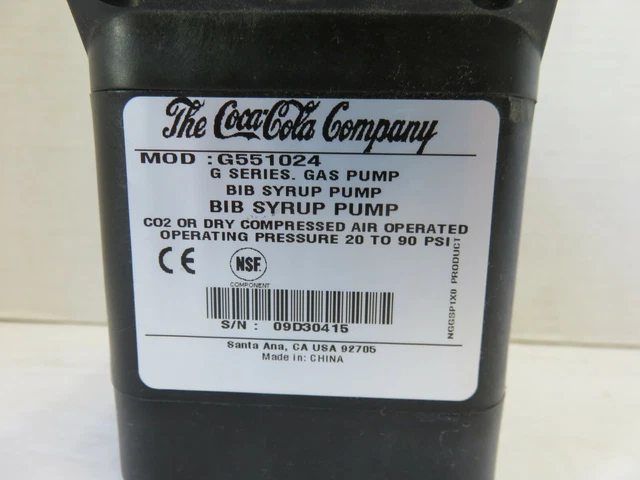 The Coca-Cola Company
MOD : G551024
G SERIES. GAS PUMP
BIB SYRUP PUMP
BIB SYRUP PUMP
CO2 OR DRY COMPRESSED AIR OPERATED
OPERATING PRESSURE 20 TO 90 PSI
CE
NSF
COMPONENT
S/N : 09D30415
Santa Ana, CA USA 92705
Made in: CHINA
PRODUCT